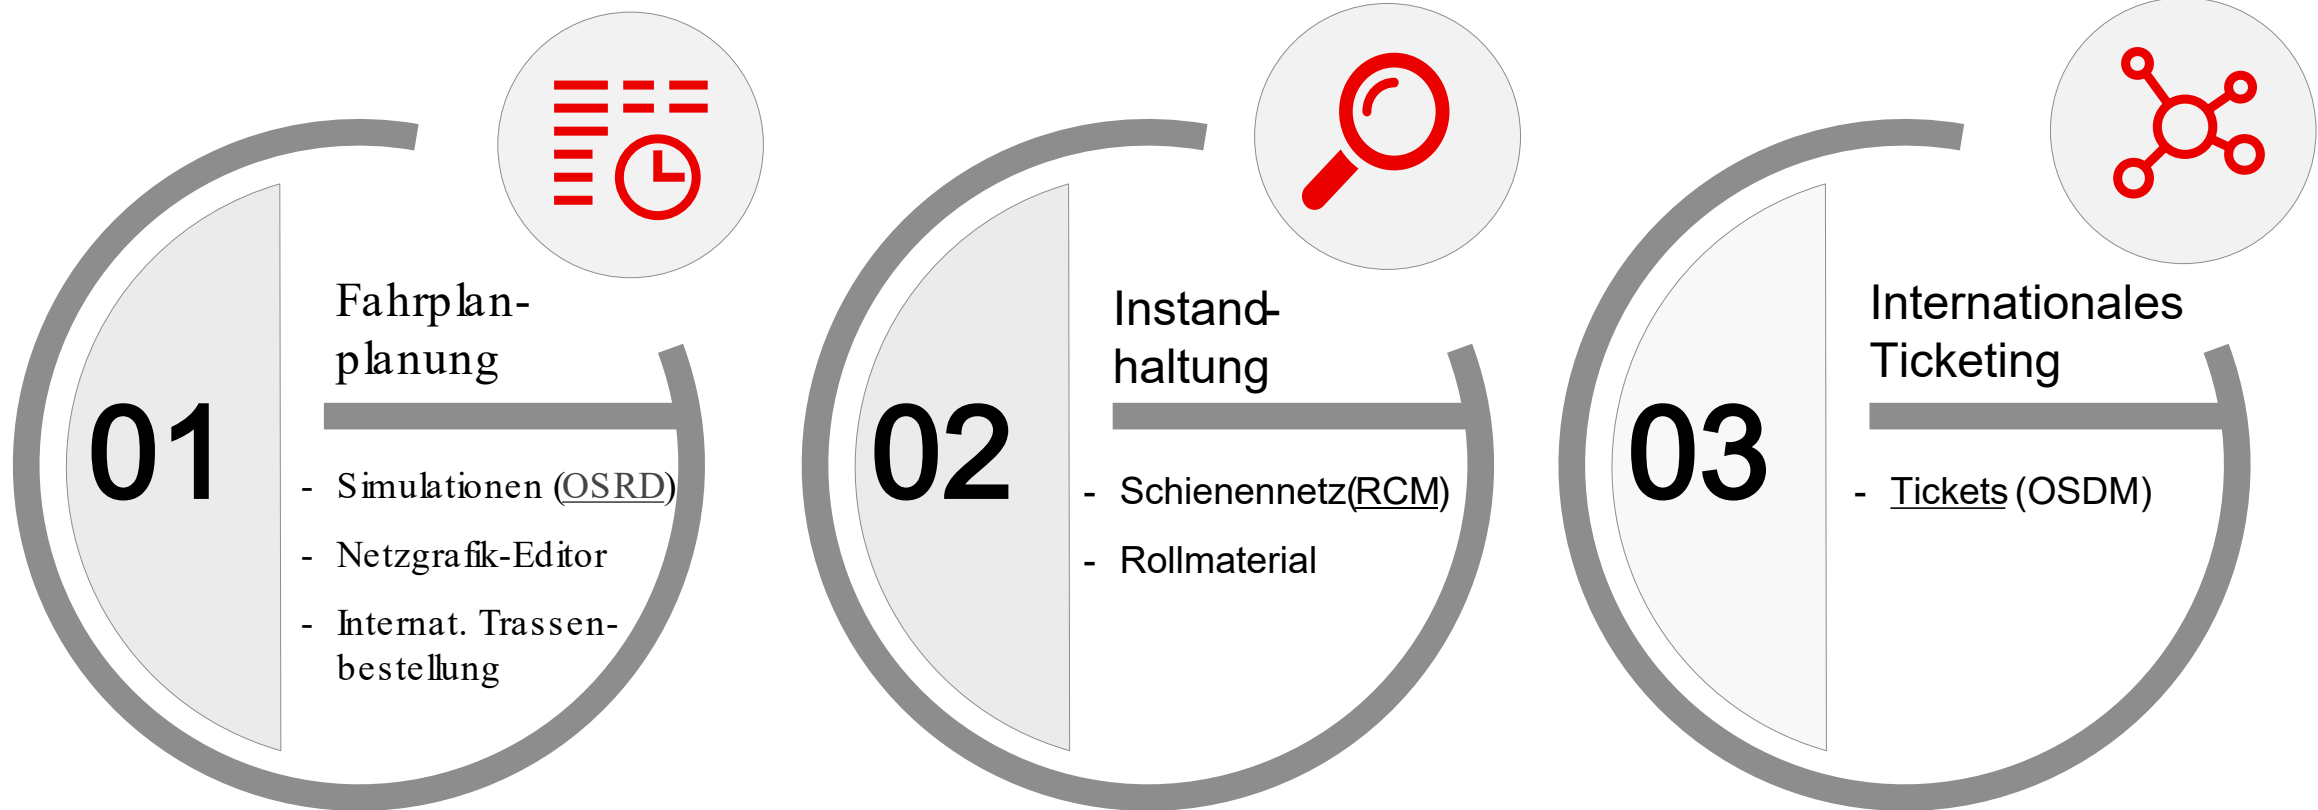 01
Fahrplan-
planung
- Simulationen (OSRD)
- Netzgrafik-Editor
- Internat. Trassen-
bestellung
02
Instand-
haltung
- Schienennetz(RCM)
- Rollmaterial
03
Internationales
Ticketing
- Tickets (OSDM)